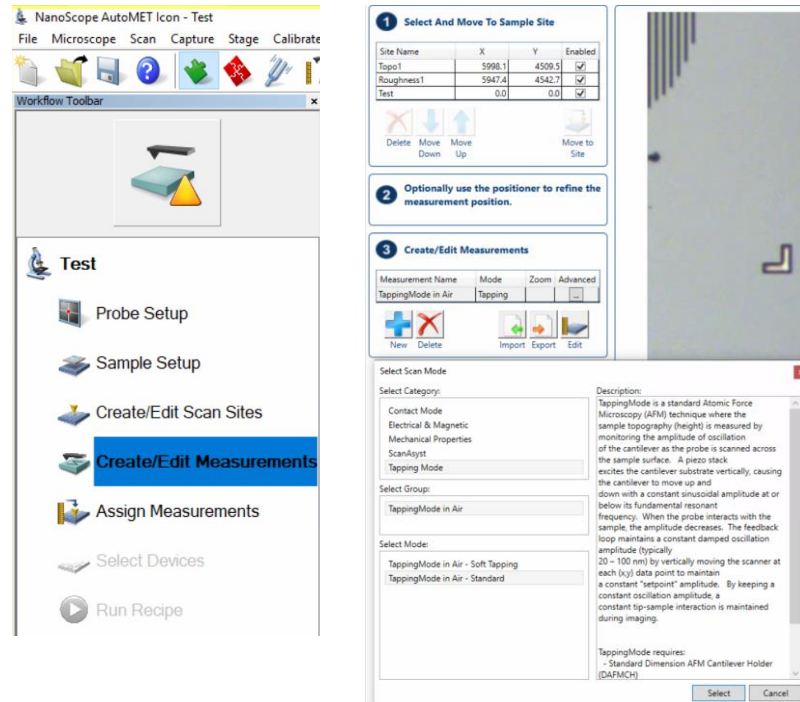 NanoScope AutoMET Icon - Test
File Microscope Scan Capture Stage Calibrate
Workflow Toolbar
Test
Probe Setup
Sample Setup
Create/Edit Scan Sites
Create/Edit Measurements
Assign Measurements
Select Devices
Run Recipe
1 Select And Move To Sample Site
Site Name X Y Enabled
Topo1 5998.1 4509.5
Roughness1 5947.4 4542.7
Test 0.0 0.0
Delete Move Down Move Up Move to Site
2 Optionally use the positioner to refine the
measurement position.
3 Create/Edit Measurements
Measurement Name Mode Zoom Advanced
TappingMode in Air Tapping ...
New Delete Import Export Edit
Select Scan Mode
Select Category:
Contact Mode
Electrical & Magnetic
Mechanical Properties
ScanAsyst
Tapping Mode
Select Group:
TappingMode in Air
Select Mode:
TappingMode in Air - Soft Tapping
TappingMode in Air - Standard
Description:
TappingMode is a standard Atomic Force
Microscopy (AFM) technique where the
sample topography (height) is measured by
monitoring the amplitude of oscillation
of the cantilever as the probe is scanned across
the sample surface. A piezo stack
excites the cantilever substrate vertically, causing
the cantilever to move up and
down with a constant sinusoidal amplitude at or
below its fundamental resonant
frequency. When the probe interacts with the
sample, the amplitude decreases. The feedback
loop maintains a constant damped oscillation
amplitude (typically
20 – 100 nm) by vertically moving the scanner at
each (x,y) data point to maintain
a constant "setpoint" amplitude. By keeping a
constant oscillation amplitude, a
constant tip-sample interaction is maintained
during imaging.
TappingMode requires:
- Standard Dimension AFM Cantilever Holder
(DAFMCH)
Select Cancel